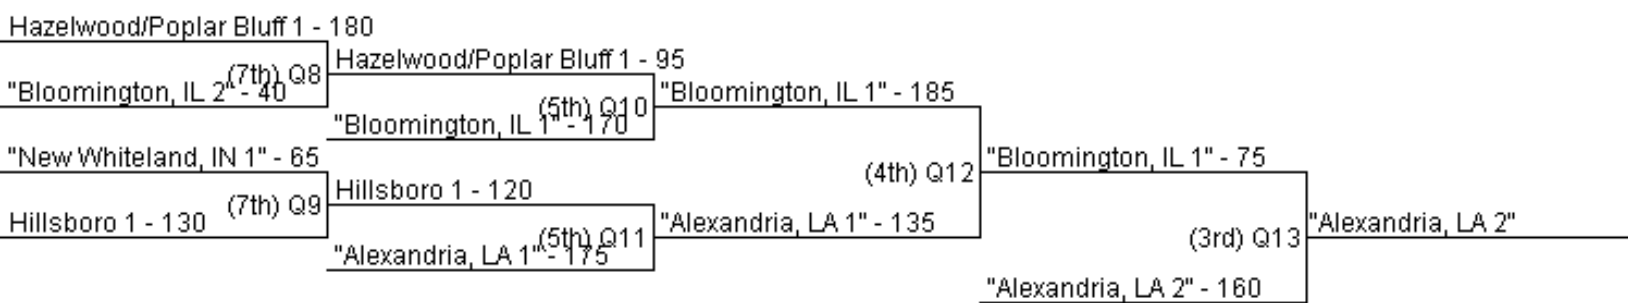 Hazelwood/Poplar Bluff 1 - 180
Hazelwood/Poplar Bluff 1 - 95
(7th) Q8
"Bloomington, IL 2" - 40
"Bloomington, IL 1" - 185
(5th) Q10
"Bloomington, IL 1" - 170
"New Whiteland, IN 1" - 65
"Bloomington, IL 1" - 75
(4th) Q12
Hillsboro 1 - 120
(7th) Q9
Hillsboro 1 - 130
"Alexandria, LA 1" - 135
"Alexandria, LA 2"
(5th) Q11
(3rd) Q13
"Alexandria, LA 1" - 175
"Alexandria, LA 2" - 160